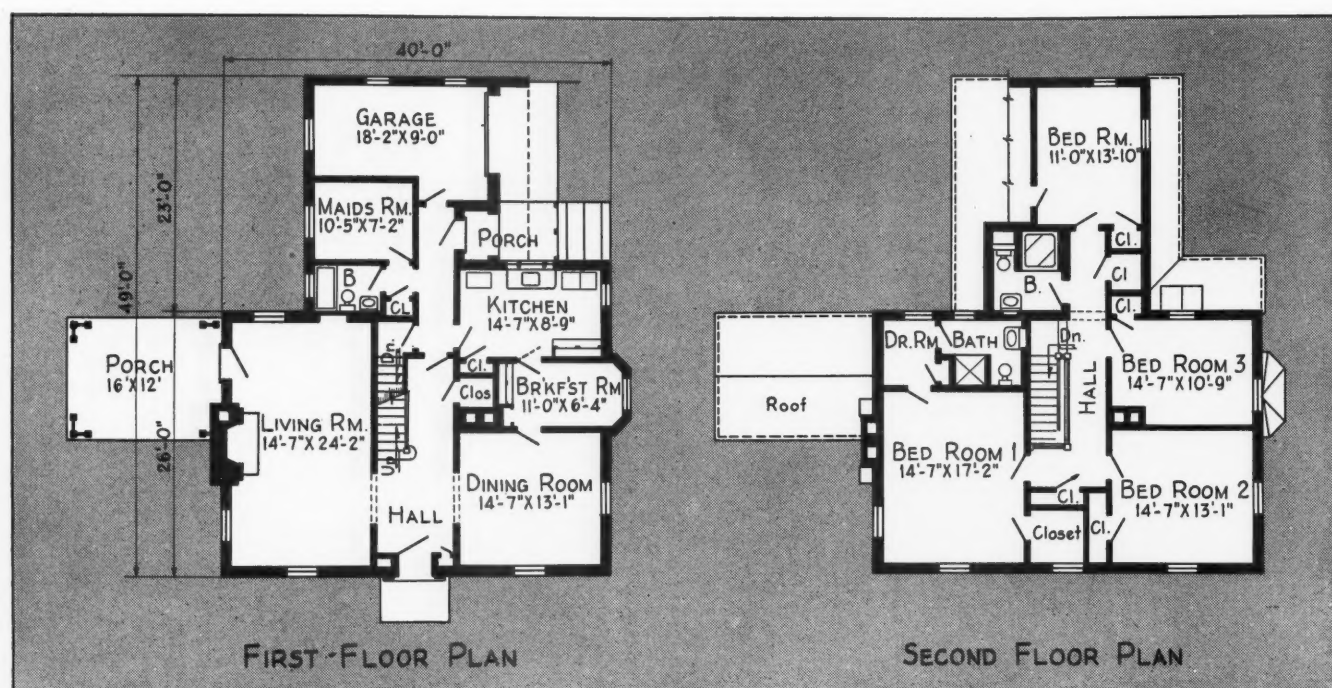 40'-0"
GARAGE
18'-2"X9'-0"
23'-0"
49'-0"
MAIDS RM.
10'-5"X7'-2"
PORCH
B
CL
KITCHEN
14'-7"X8'-9"
PORCH
16'X12'
Dn.
CL.
Clos
BR'KF'ST RM
11'-0"X6'-4"
LIVING RM.
14'-7"X24'-2"
26'-0"
Up
DINING ROOM
14'-7"X13'-1"
HALL
FIRST-FLOOR PLAN
BED RM.
11'-0"X13'-10"
Cl.
Cl
B.
Cl.
DR.RM
BATH
Dn.
BED ROOM 3
14'-7"X10'-9"
HALL
Roof
BED ROOM 1
14'-7"X17'-2"
BED ROOM 2
14'-7"X13'-1"
Cl.
Closet
Cl.
SECOND FLOOR PLAN